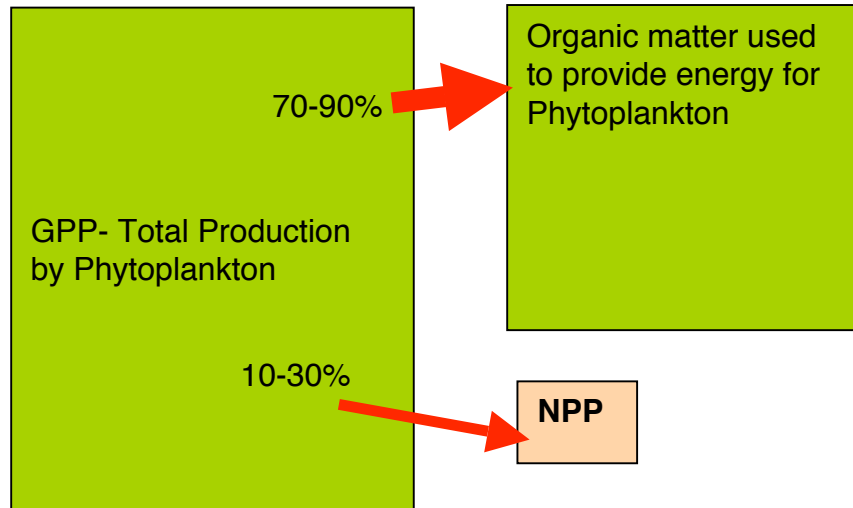 Organic matter used
to provide energy for
Phytoplankton
70-90%
GPP- Total Production
by Phytoplankton
10-30%
NPP